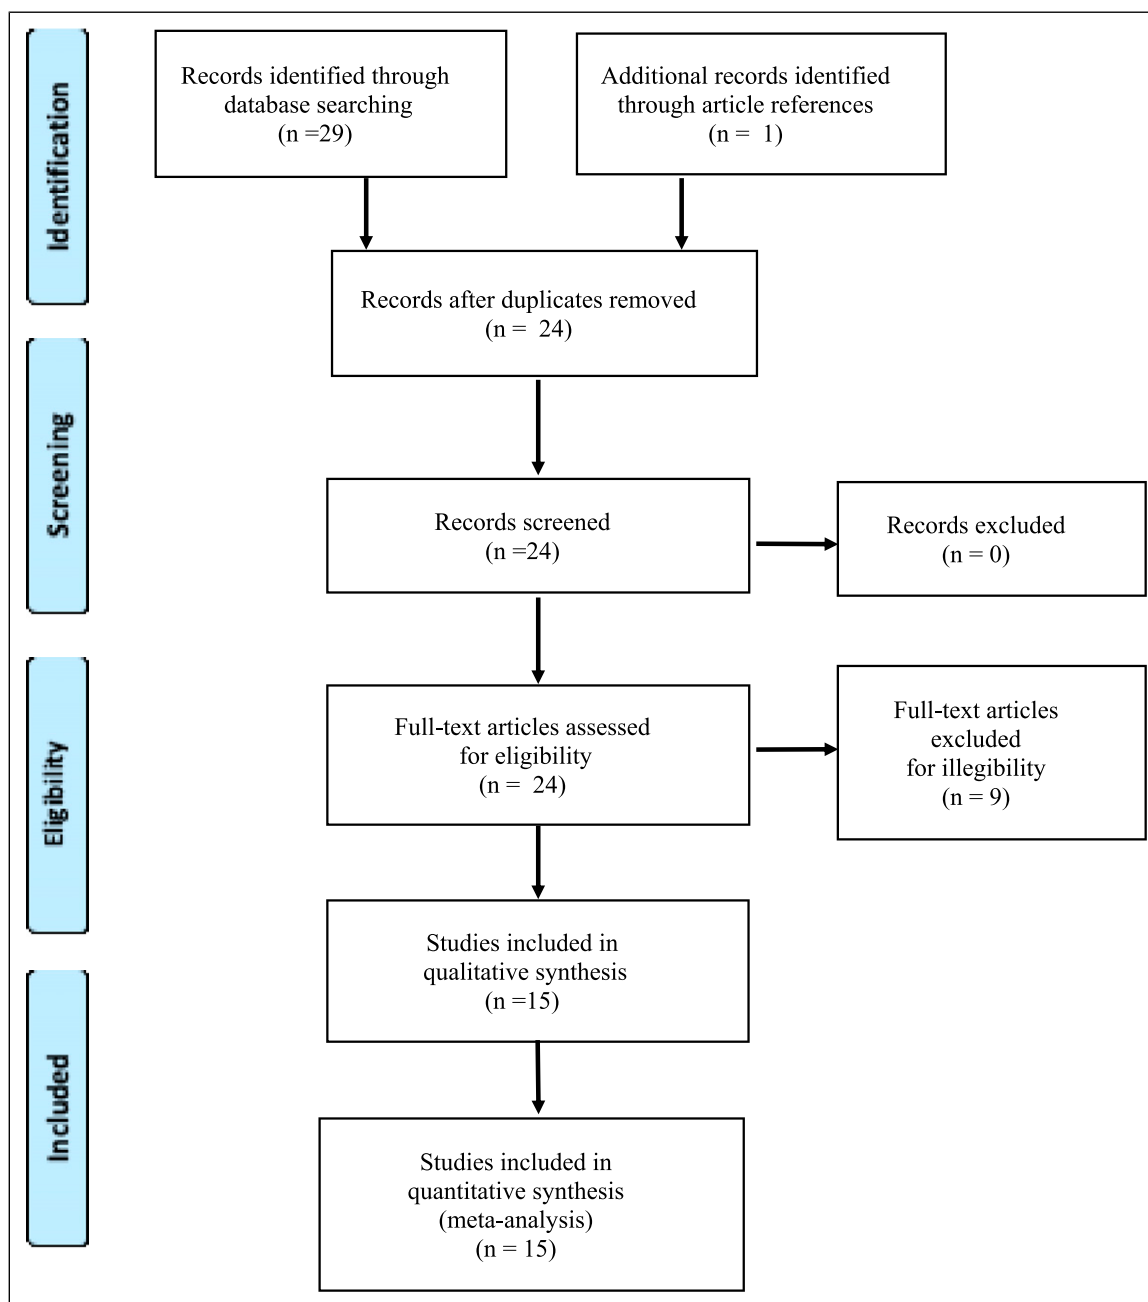 Identification
Records identified through
database searching
(n =29)
Additional records identified
through article references
(n =  1)
Records after duplicates removed
(n =  24)
Screening
Records screened
(n =24)
Records excluded
(n = 0)
Eligibility
Full-text articles assessed
for eligibility
(n =  24)
Full-text articles
excluded
for illegibility
(n = 9)
Studies included in
qualitative synthesis
(n =15)
Included
Studies included in
quantitative synthesis
(meta-analysis)
(n = 15)